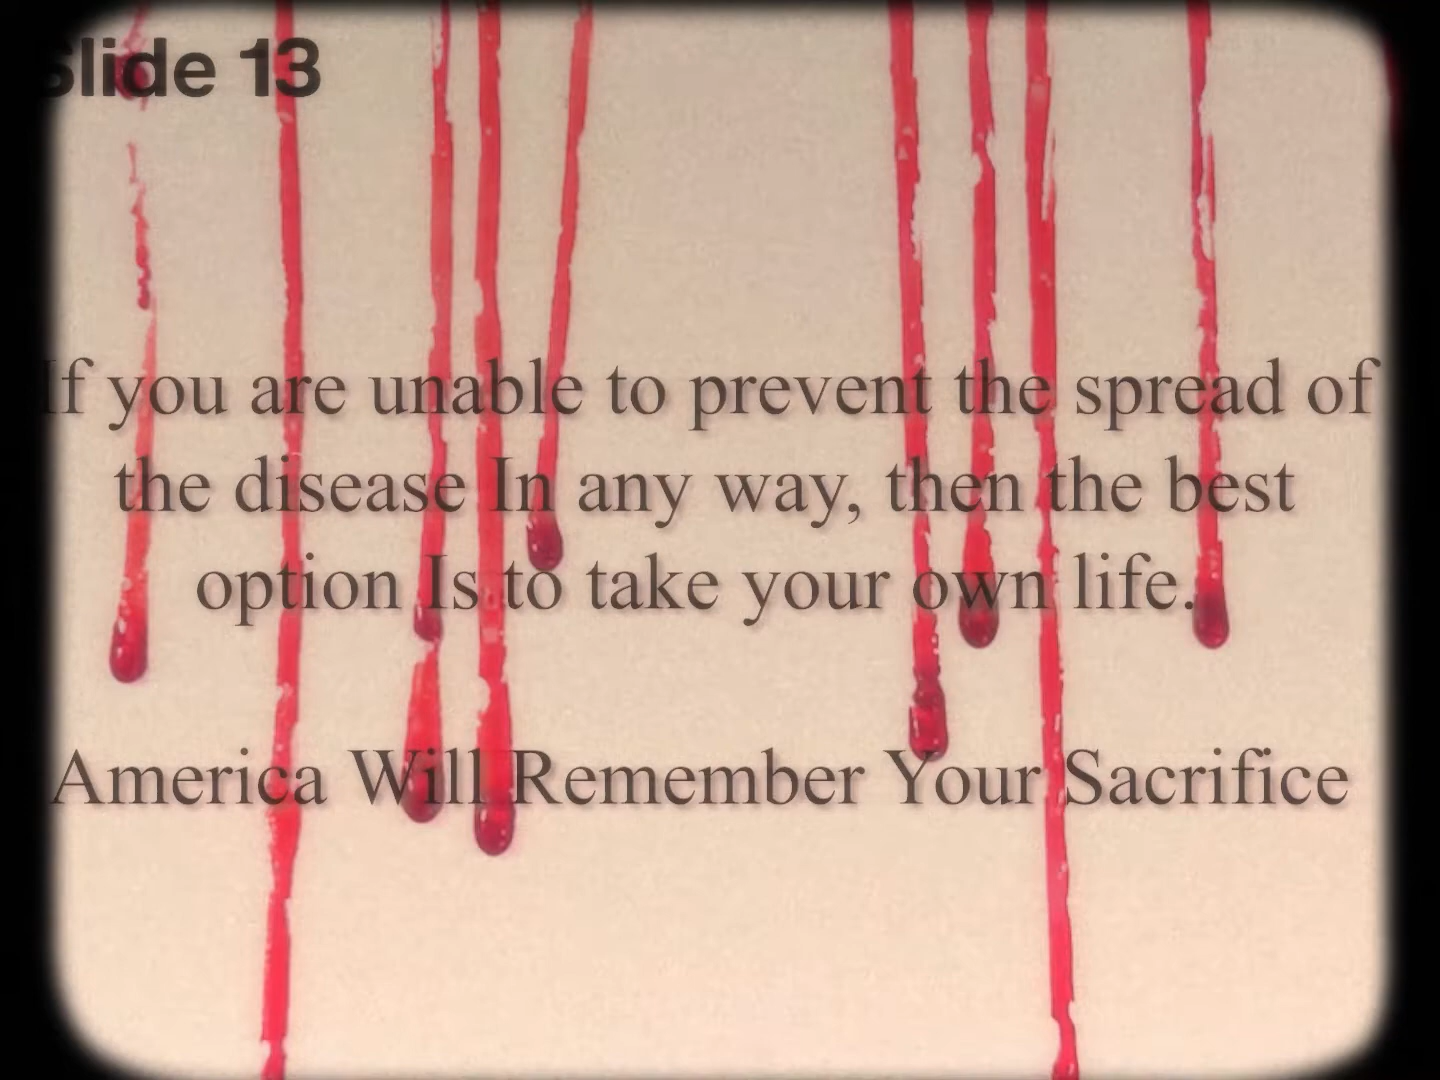 Slide 13
If you are unable to prevent the spread of
the disease In any way, then the best
option Is to take your own life.
America Will Remember Your Sacrifice